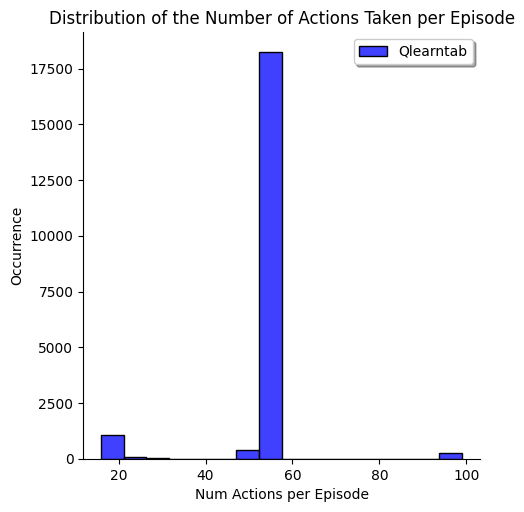 Distribution of the Number of Actions Taken per Episode
Qlearntab
17500
15000
12500
10000
7500
5000
2500
0
Occurrence
20 40 60 80 100
Num Actions per Episode